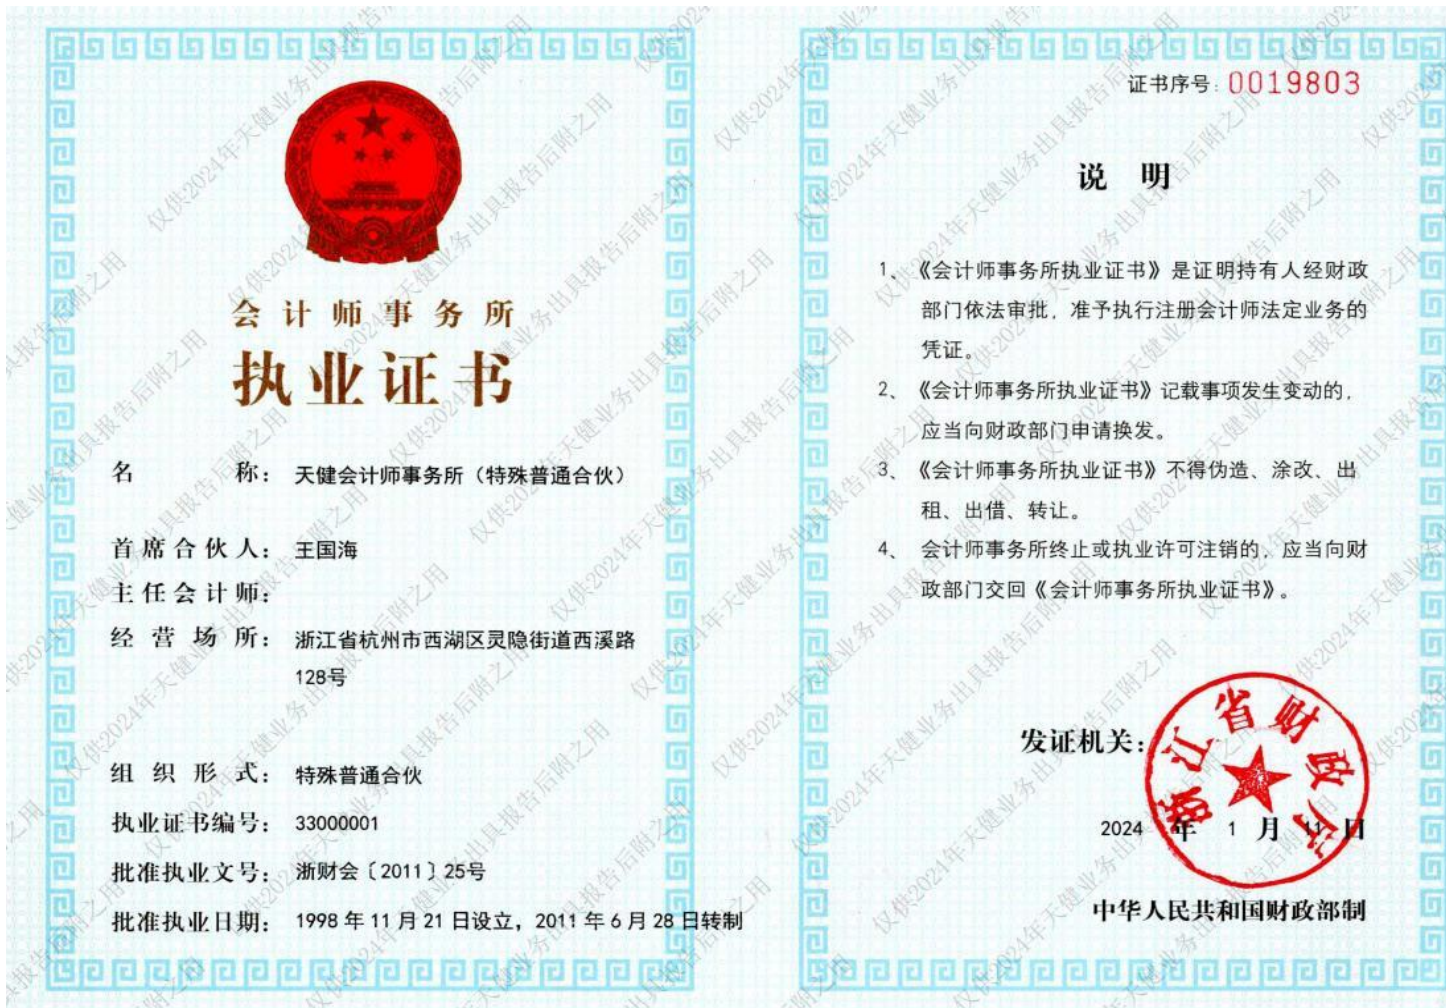 会计师事务所
执业证书
名 称：天健会计师事务所（特殊普通合伙）
首席合伙人：王国海
主任会计师：
经营场所：浙江省杭州市西湖区灵隐街道西溪路
128号
组织形式：特殊普通合伙
执业证书编号：33000001
批准执业文号：浙财会〔2011〕25号
批准执业日期：1998年11月21日设立，2011年6月28日转制
证书序号：0019803
说 明
1、《会计师事务所执业证书》是证明持有人经财政
部门依法审批，准予执行注册会计师法定业务的
凭证。
2、《会计师事务所执业证书》记载事项发生变动的，
应当向财政部门申请换发。
3、《会计师事务所执业证书》不得伪造、涂改、出
租、出借、转让。
4、会计师事务所终止或执业许可注销的，应当向财
政部门交回《会计师事务所执业证书》。
发证机关：
浙江省财政厅
2024年1月11日
中华人民共和国财政部制
仅供2024年天健业务出具报告后附之用